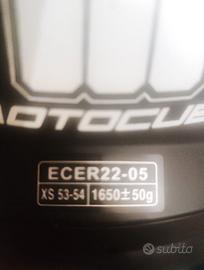 MOTOCUB
ECER22-05
XS 53-54 1650±50g
subito